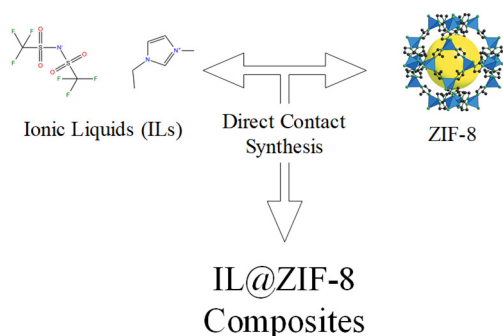 F
F
F
O
S
O
N⁻
O
S
O
F
F
F
N⁺
N
Ionic Liquids (ILs)
Direct Contact
Synthesis
ZIF-8
IL@ZIF-8
Composites